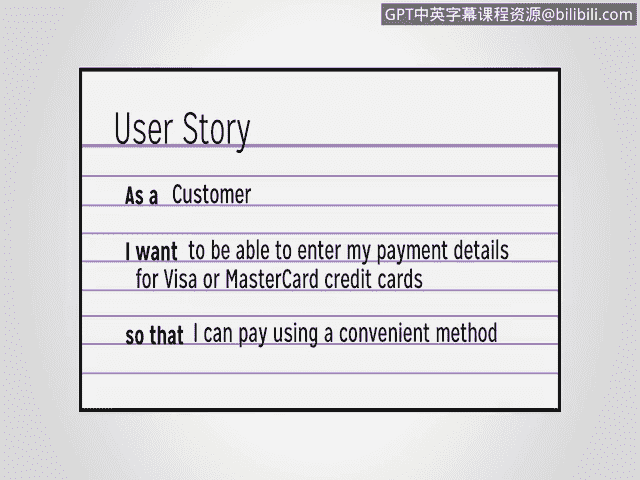 GPT中英字幕课程资源@bilibili.com
User Story
As a Customer
I want to be able to enter my payment details
for Visa or MasterCard credit cards
so that I can pay using a convenient method